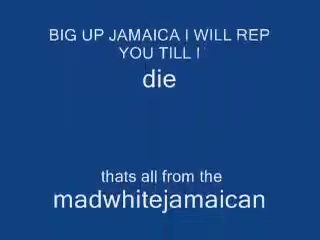 BIG UP JAMAICA I WILL REP
YOU TILL I
die
thats all from the
madwhitejamaican